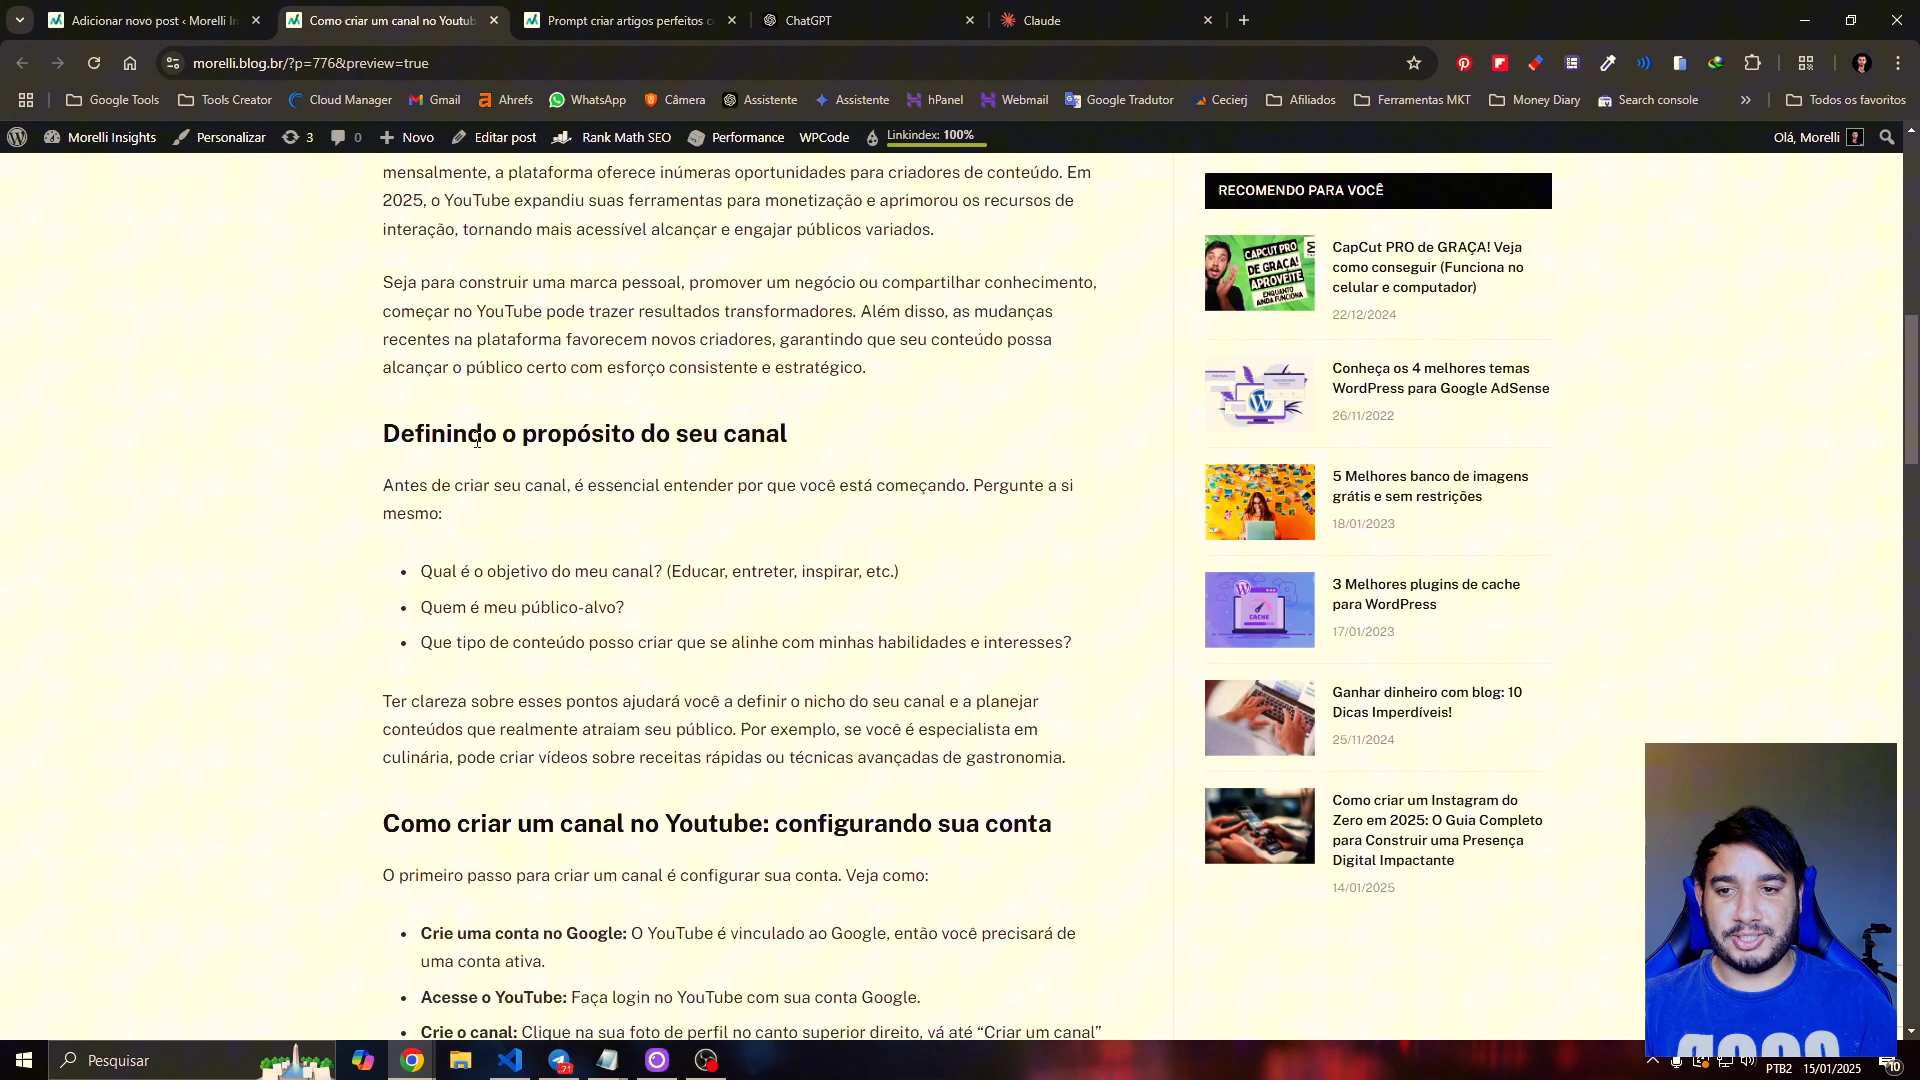 Adicionar novo post ‹ Morelli In
Como criar um canal no Youtub
Prompt criar artigos perfeitos c
ChatGPT
Claude
morelli.blog.br/?p=776&preview=true
Google Tools
Tools Creator
Cloud Manager
Gmail
Ahrefs
WhatsApp
Câmera
Assistente
Assistente
hPanel
Webmail
Google Tradutor
Cecierj
Afiliados
Ferramentas MKT
Money Diary
Search console
Todos os favoritos
Morelli Insights
Personalizar
3
0
Novo
Editar post
Rank Math SEO
Performance
WPCode
Linkindex: 100%
Olá, Morelli
mensalmente, a plataforma oferece inúmeras oportunidades para criadores de conteúdo. Em
2025, o YouTube expandiu suas ferramentas para monetização e aprimorou os recursos de
interação, tornando mais acessível alcançar e engajar públicos variados.
Seja para construir uma marca pessoal, promover um negócio ou compartilhar conhecimento,
começar no YouTube pode trazer resultados transformadores. Além disso, as mudanças
recentes na plataforma favorecem novos criadores, garantindo que seu conteúdo possa
alcançar o público certo com esforço consistente e estratégico.
Definindo o propósito do seu canal
Antes de criar seu canal, é essencial entender por que você está começando. Pergunte a si
mesmo:
• Qual é o objetivo do meu canal? (Educar, entreter, inspirar, etc.)
• Quem é meu público-alvo?
• Que tipo de conteúdo posso criar que se alinhe com minhas habilidades e interesses?
Ter clareza sobre esses pontos ajudará você a definir o nicho do seu canal e a planejar
conteúdos que realmente atraiam seu público. Por exemplo, se você é especialista em
culinária, pode criar vídeos sobre receitas rápidas ou técnicas avançadas de gastronomia.
Como criar um canal no Youtube: configurando sua conta
O primeiro passo para criar um canal é configurar sua conta. Veja como:
• Crie uma conta no Google: O YouTube é vinculado ao Google, então você precisará de
uma conta ativa.
• Acesse o YouTube: Faça login no YouTube com sua conta Google.
• Crie o canal: Clique na sua foto de perfil no canto superior direito, vá até “Criar um canal”
RECOMENDO PARA VOCÊ
CAPCUT PRO
DE GRAÇA!
APROVEITE
ENQUANTO
AINDA FUNCIONA
CapCut PRO de GRAÇA! Veja
como conseguir (Funciona no
celular e computador)
22/12/2024
Conheça os 4 melhores temas
WordPress para Google AdSense
26/11/2022
5 Melhores banco de imagens
grátis e sem restrições
18/01/2023
CACHE
3 Melhores plugins de cache
para WordPress
17/01/2023
Ganhar dinheiro com blog: 10
Dicas Imperdíveis!
25/11/2024
Como criar um Instagram do
Zero em 2025: O Guia Completo
para Construir uma Presença
Digital Impactante
14/01/2025
Pesquisar
71
PTB2
15/01/2025
10